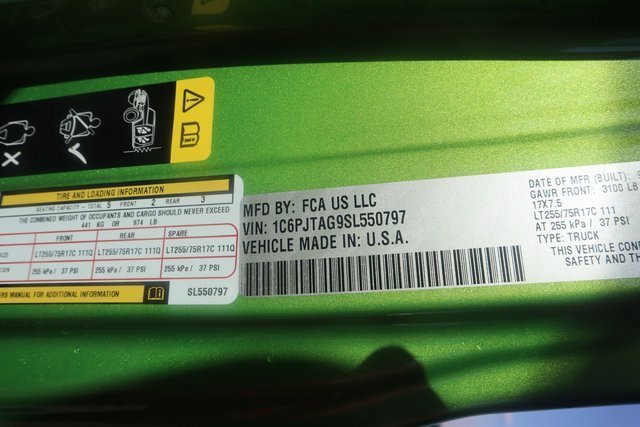 TIRE AND LOADING INFORMATION
SEATING CAPACITY - TOTAL 5 FRONT 2 REAR 3
THE COMBINED WEIGHT OF OCCUPANTS AND CARGO SHOULD NEVER EXCEED
441 KG OR 974 LB
FRONT REAR SPARE
LT255/75R17C 111Q LT255/75R17C 111Q LT255/75R17C 111Q
255 kPa / 37 PSI 255 kPa / 37 PSI 255 kPa / 37 PSI
MANUAL FOR ADDITIONAL INFORMATION SL550797
MFD BY: FCA US LLC
VIN: 1C6PJTAG9SL550797
VEHICLE MADE IN: U.S.A.
DATE OF MFR (BUILT):
GAWR FRONT: 3100 LB
17X7.5
LT255/75R17C 111
AT 255 kPa / 37 PSI
TYPE: TRUCK
THIS VEHICLE
SAFETY AND